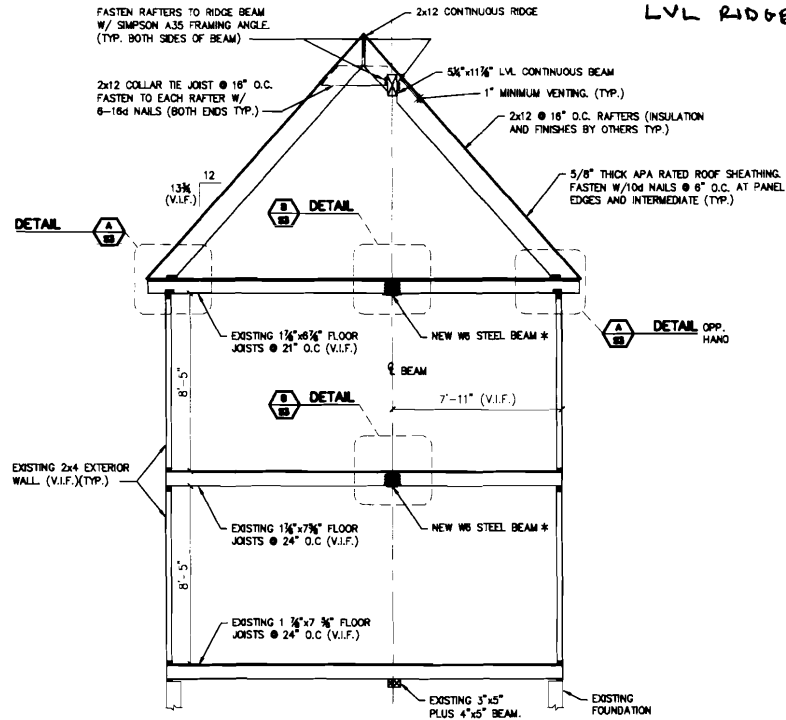 LVL RIDGE
FASTEN RAFTERS TO RIDGE BEAM
W/ SIMPSON A35 FRAMING ANGLE.
(TYP. BOTH SIDES OF BEAM)
2x12 CONTINUOUS RIDGE
2x12 COLLAR TIE JOIST @ 16" O.C.
FASTEN TO EACH RAFTER W/
6-16d NAILS (BOTH ENDS TYP.)
5¼"x11⅞" LVL CONTINUOUS BEAM
1" MINIMUM VENTING. (TYP.)
2x12 @ 16" O.C. RAFTERS (INSULATION
AND FINISHES BY OTHERS TYP.)
12
13¾
(V.I.F.)
5/8" THICK APA RATED ROOF SHEATHING.
FASTEN W/10d NAILS @ 6" O.C. AT PANEL
EDGES AND INTERMEDIATE (TYP.)
DETAIL
A
S3
B
S3
DETAIL
EXISTING 1⅞"x6⅞" FLOOR
JOISTS @ 21" O.C (V.I.F.)
NEW W6 STEEL BEAM *
A
S3
DETAIL OPP.
HAND
8'-5"
℄ BEAM
7'-11" (V.I.F.)
B
S3
DETAIL
EXISTING 2x4 EXTERIOR
WALL (V.I.F.)(TYP.)
EXISTING 1⅞"x7⅝" FLOOR
JOISTS @ 24" O.C (V.I.F.)
NEW W6 STEEL BEAM *
8'-5"
EXISTING 1 ⅞"x7 ⅝" FLOOR
JOISTS @ 24" O.C (V.I.F.)
EXISTING 3"x5"
PLUS 4"x5" BEAM.
EXISTING
FOUNDATION